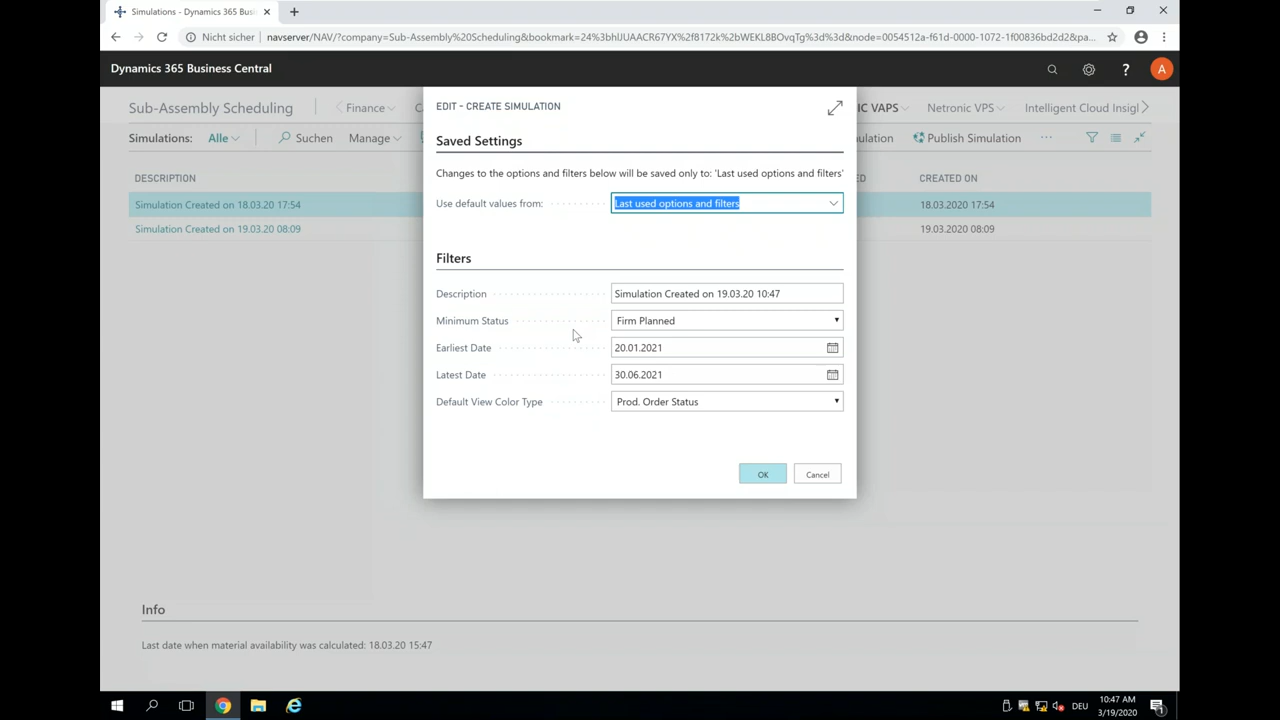 Simulations - Dynamics 365 Busi
Nicht sicher
navserver/NAV/?company=Sub-Assembly%20Scheduling&bookmark=24%3bhIJUAACR67YX%2f8172k%2bWEKL8BOvqTg%3d%3d&node=0054512a-f61d-0000-1072-1f00836bd2d2&pa...
Dynamics 365 Business Central
?
A
Sub-Assembly Scheduling
Finance
IC VAPS
Netronic VPS
Intelligent Cloud Insigl
Simulations:
Alle
Suchen
Manage
ulation
Publish Simulation
...
DESCRIPTION
ED
CREATED ON
Simulation Created on 18.03.20 17:54
18.03.2020 17:54
Simulation Created on 19.03.20 08:09
19.03.2020 08:09
EDIT - CREATE SIMULATION
Saved Settings
Changes to the options and filters below will be saved only to: 'Last used options and filters'
Use default values from:
Last used options and filters
Filters
Description
Simulation Created on 19.03.20 10:47
Minimum Status
Firm Planned
Earliest Date
20.01.2021
Latest Date
30.06.2021
Default View Color Type
Prod. Order Status
OK
Cancel
Info
Last date when material availability was calculated: 18.03.20 15:47
DEU
10:47 AM
3/19/2020
1